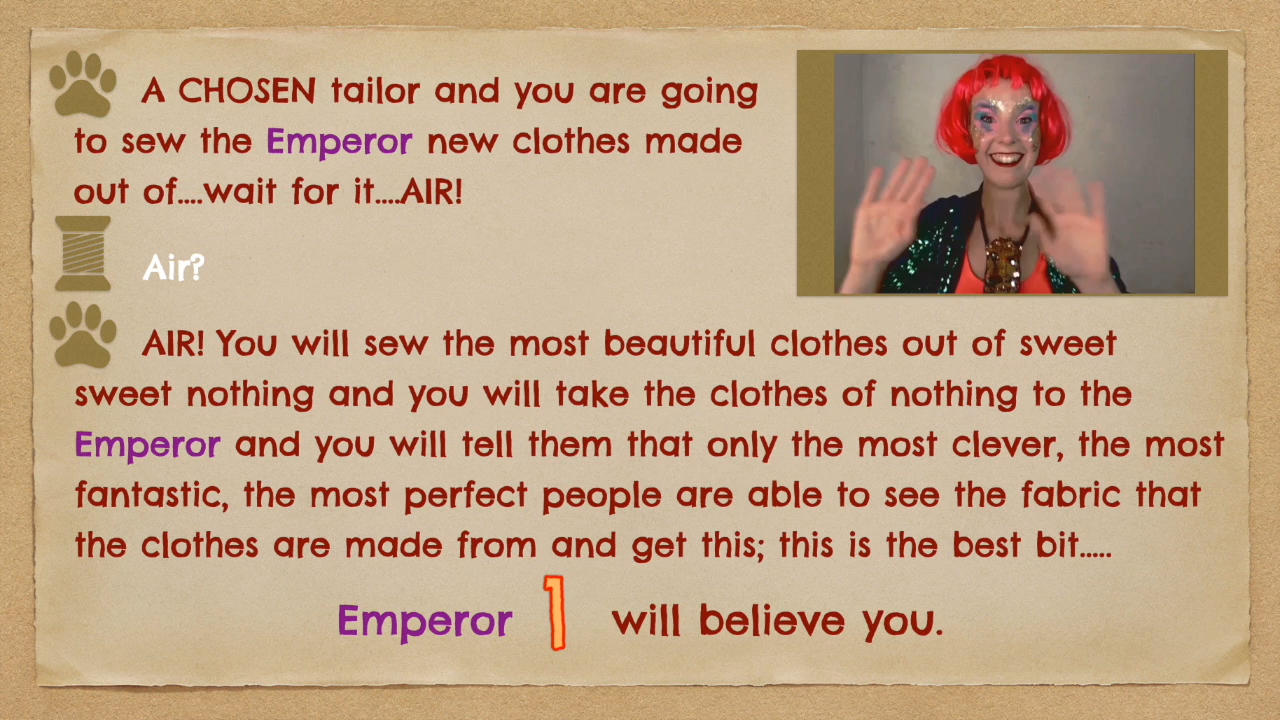 A CHOSEN tailor and you are going
to sew the Emperor new clothes made
out of....wait for it....AIR!
Air?
AIR! You will sew the most beautiful clothes out of sweet
sweet nothing and you will take the clothes of nothing to the
Emperor and you will tell them that only the most clever, the most
fantastic, the most perfect people are able to see the fabric that
the clothes are made from and get this; this is the best bit.....
Emperor 1 will believe you.